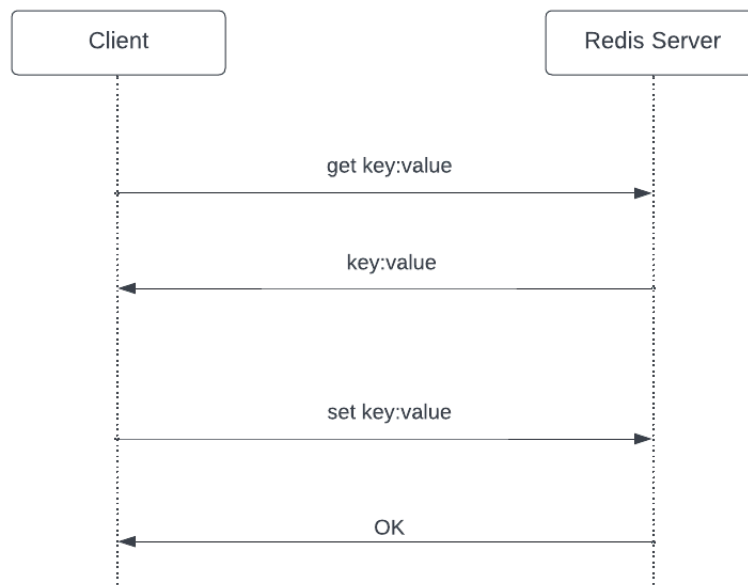 Client
Redis Server
get key:value
key:value
set key:value
OK